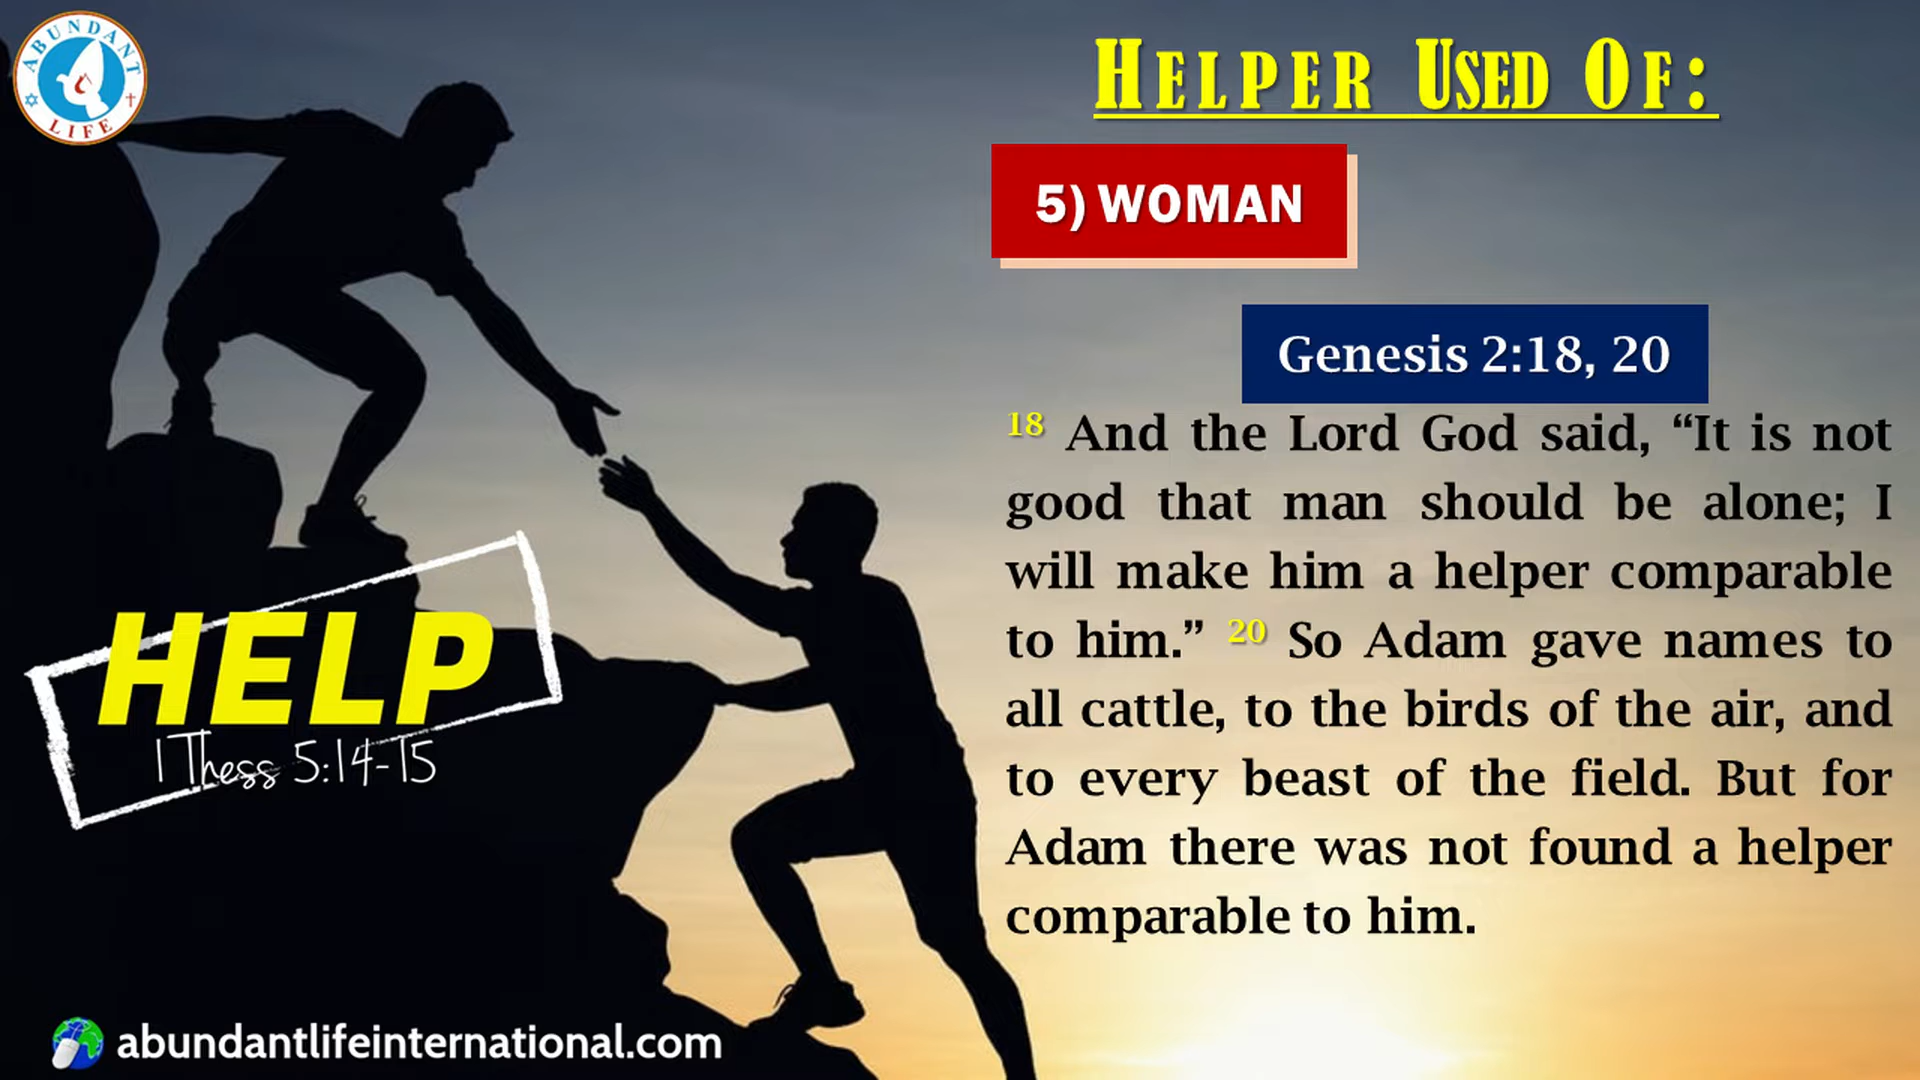 ABUNDANT
LIFE
HELPER USED OF:
5) WOMAN
Genesis 2:18, 20
18 And the Lord God said, “It is not
good that man should be alone; I
will make him a helper comparable
to him.” 20 So Adam gave names to
all cattle, to the birds of the air, and
to every beast of the field. But for
Adam there was not found a helper
comparable to him.
HELP
1 Thess 5:14-15
abundantlifeinternational.com